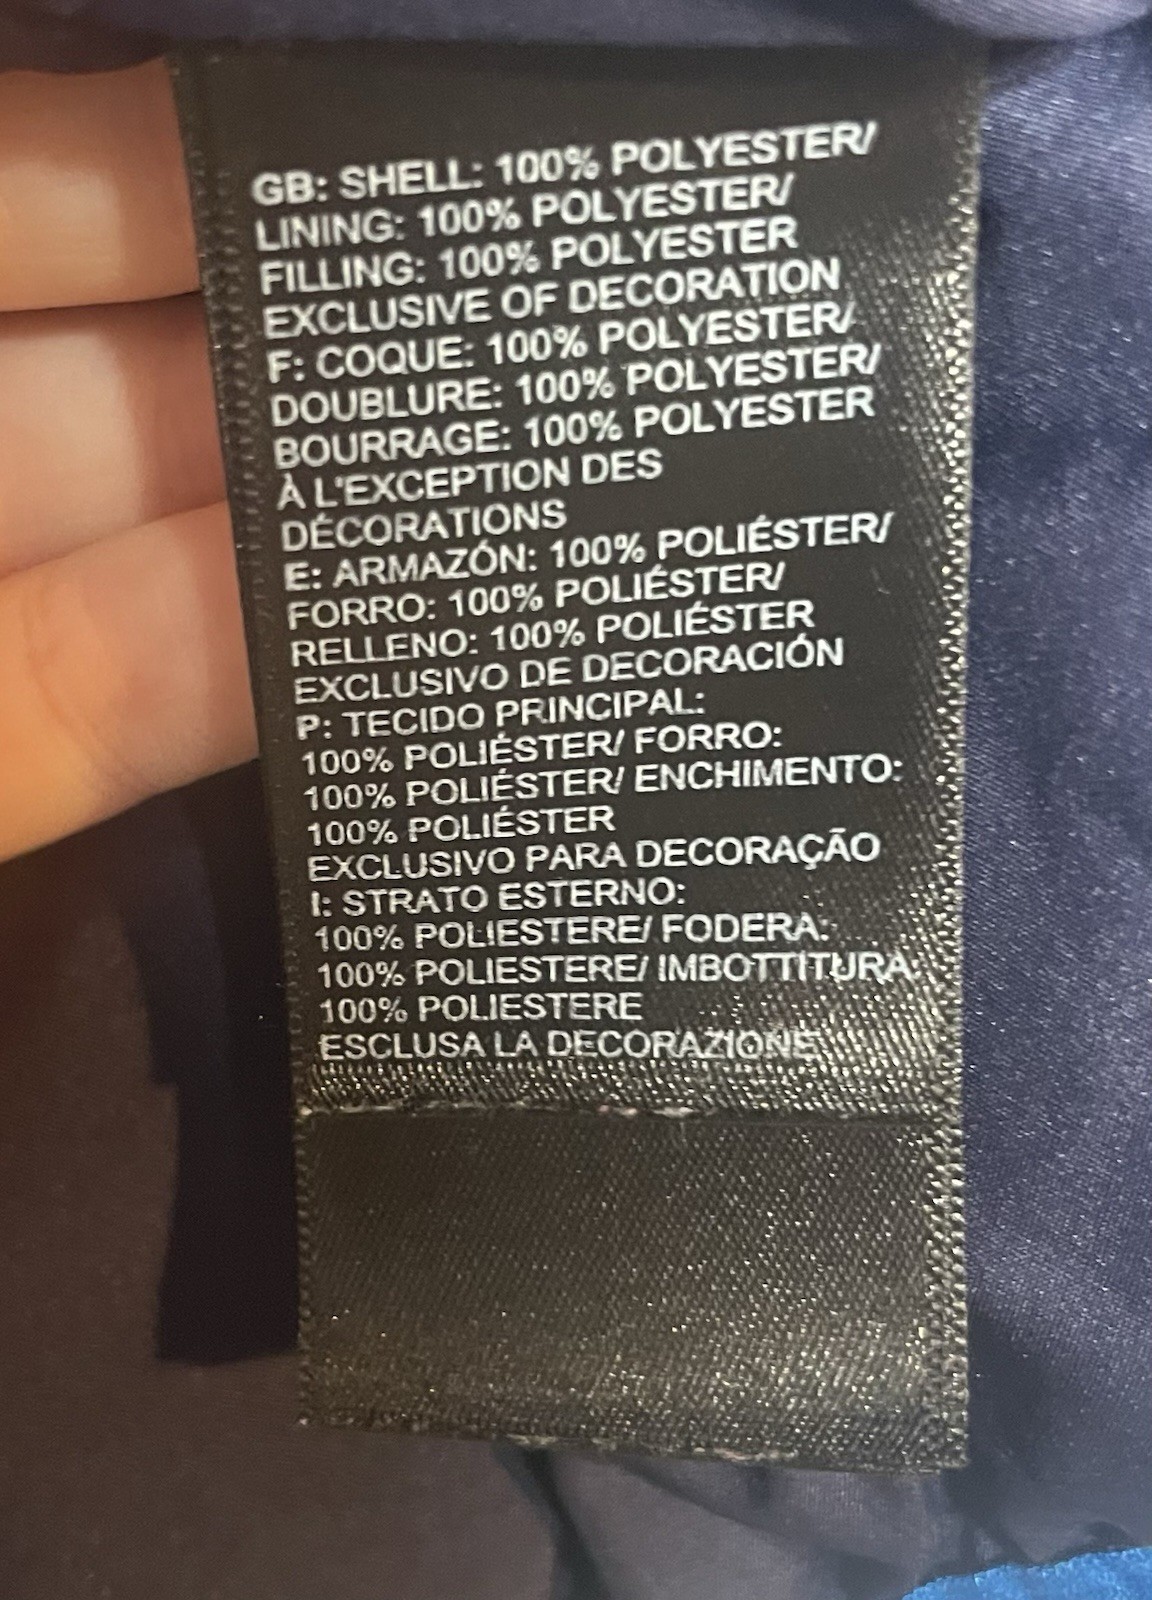 GB: SHELL: 100% POLYESTER/
LINING: 100% POLYESTER/
FILLING: 100% POLYESTER
EXCLUSIVE OF DECORATION
F: COQUE: 100% POLYESTER/
DOUBLURE: 100% POLYESTER/
BOURRAGE: 100% POLYESTER
À L'EXCEPTION DES
DÉCORATIONS
E: ARMAZÓN: 100% POLIÉSTER/
FORRO: 100% POLIÉSTER/
RELLENO: 100% POLIÉSTER
EXCLUSIVO DE DECORACIÓN
P: TECIDO PRINCIPAL:
100% POLIÉSTER/ FORRO:
100% POLIÉSTER/ ENCHIMENTO:
100% POLIÉSTER
EXCLUSIVO PARA DECORAÇÃO
I: STRATO ESTERNO:
100% POLIESTERE/ FODERA:
100% POLIESTERE/ IMBOTTITURA:
100% POLIESTERE
ESCLUSA LA DECORAZIONE